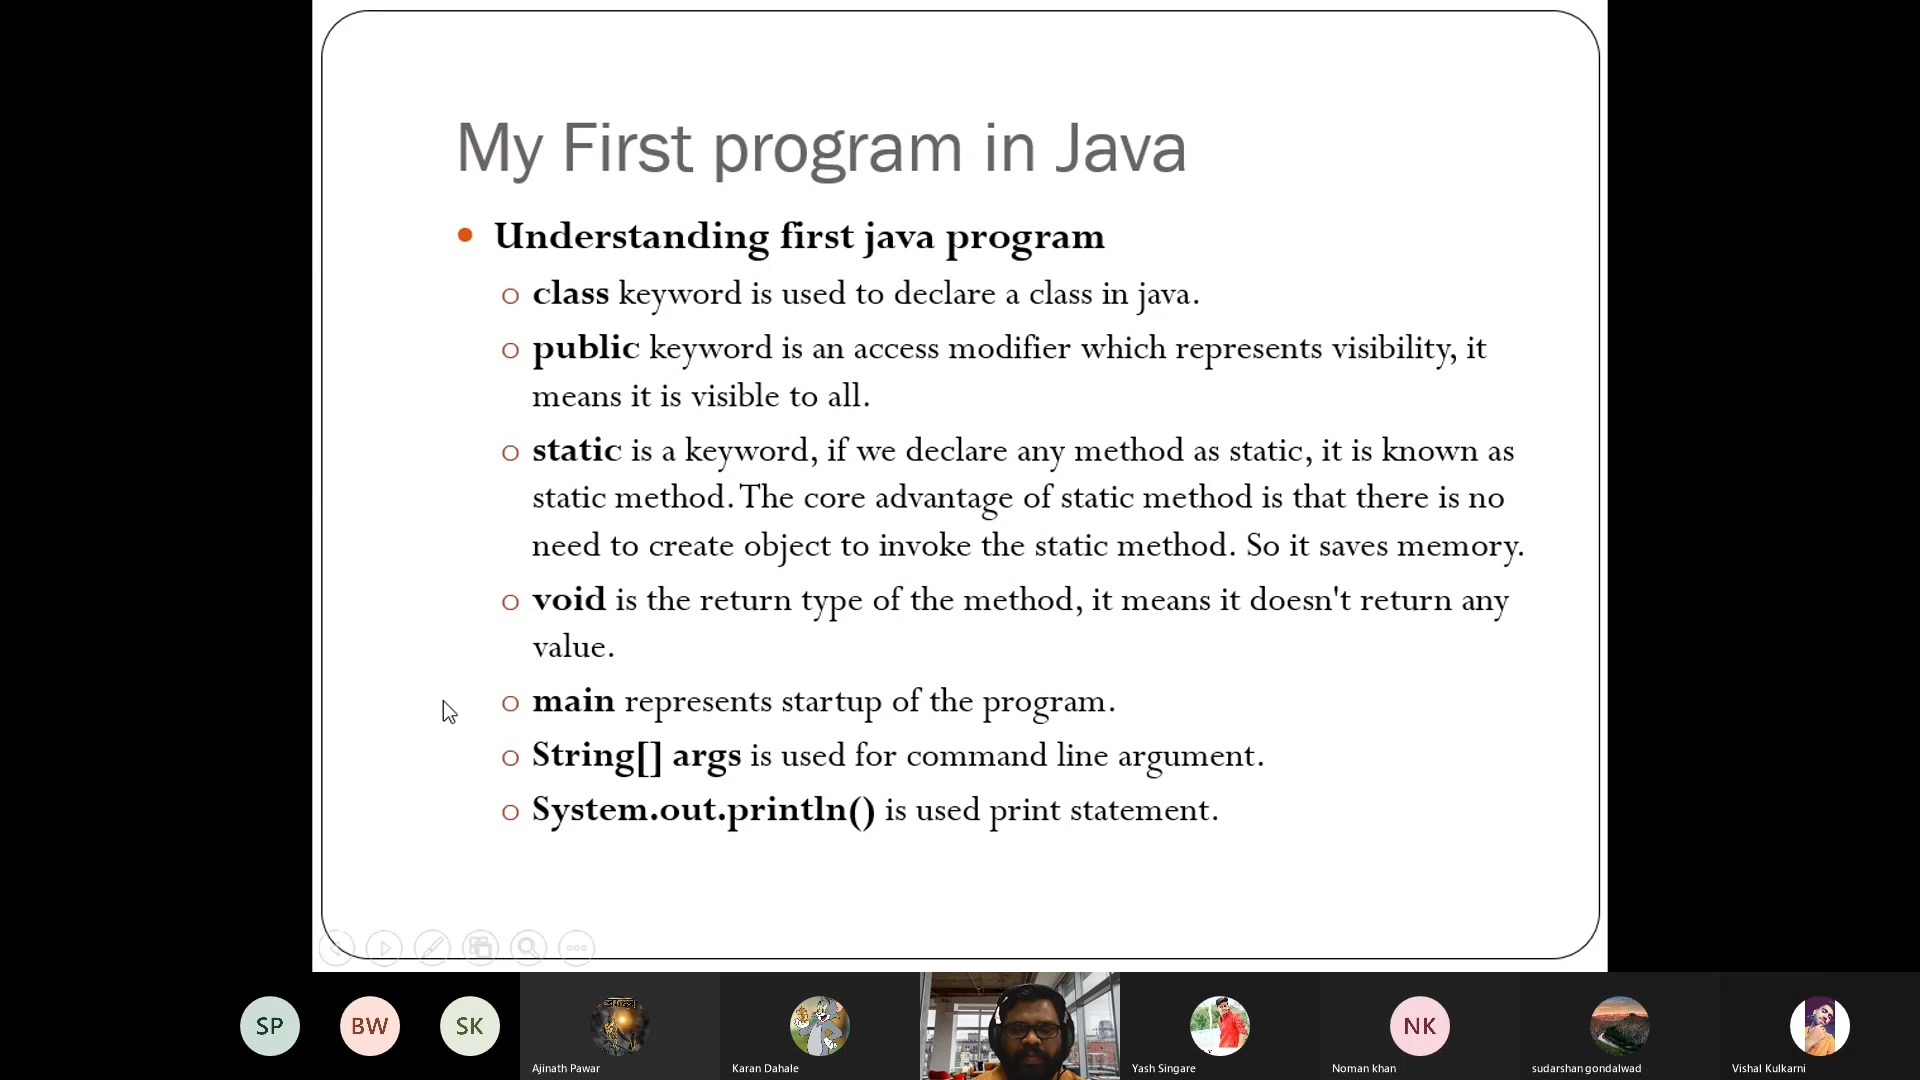 My First program in Java
• Understanding first java program
o class keyword is used to declare a class in java.
o public keyword is an access modifier which represents visibility, it
means it is visible to all.
o static is a keyword, if we declare any method as static, it is known as
static method. The core advantage of static method is that there is no
need to create object to invoke the static method. So it saves memory.
o void is the return type of the method, it means it doesn't return any
value.
o main represents startup of the program.
o String[] args is used for command line argument.
o System.out.println() is used print statement.
SP
BW
SK
NK
Ajinath Pawar
Karan Dahale
Yash Singare
Noman khan
sudarshan gondalwad
Vishal Kulkarni